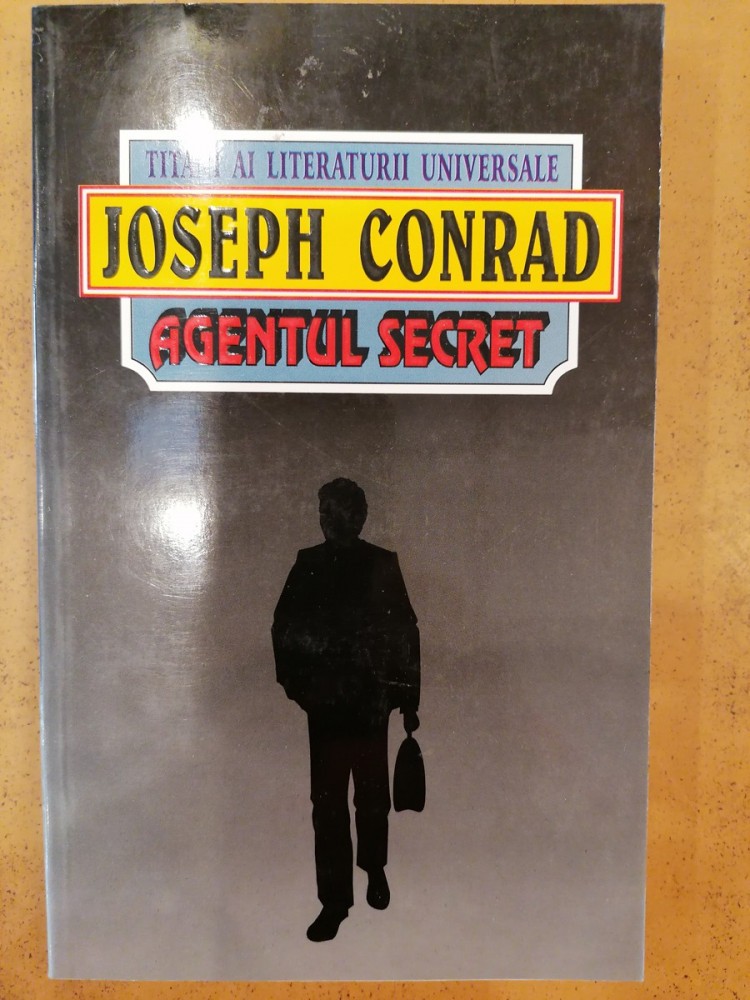 TITANI AI LITERATURII UNIVERSALE
JOSEPH CONRAD
AGENTUL SECRET